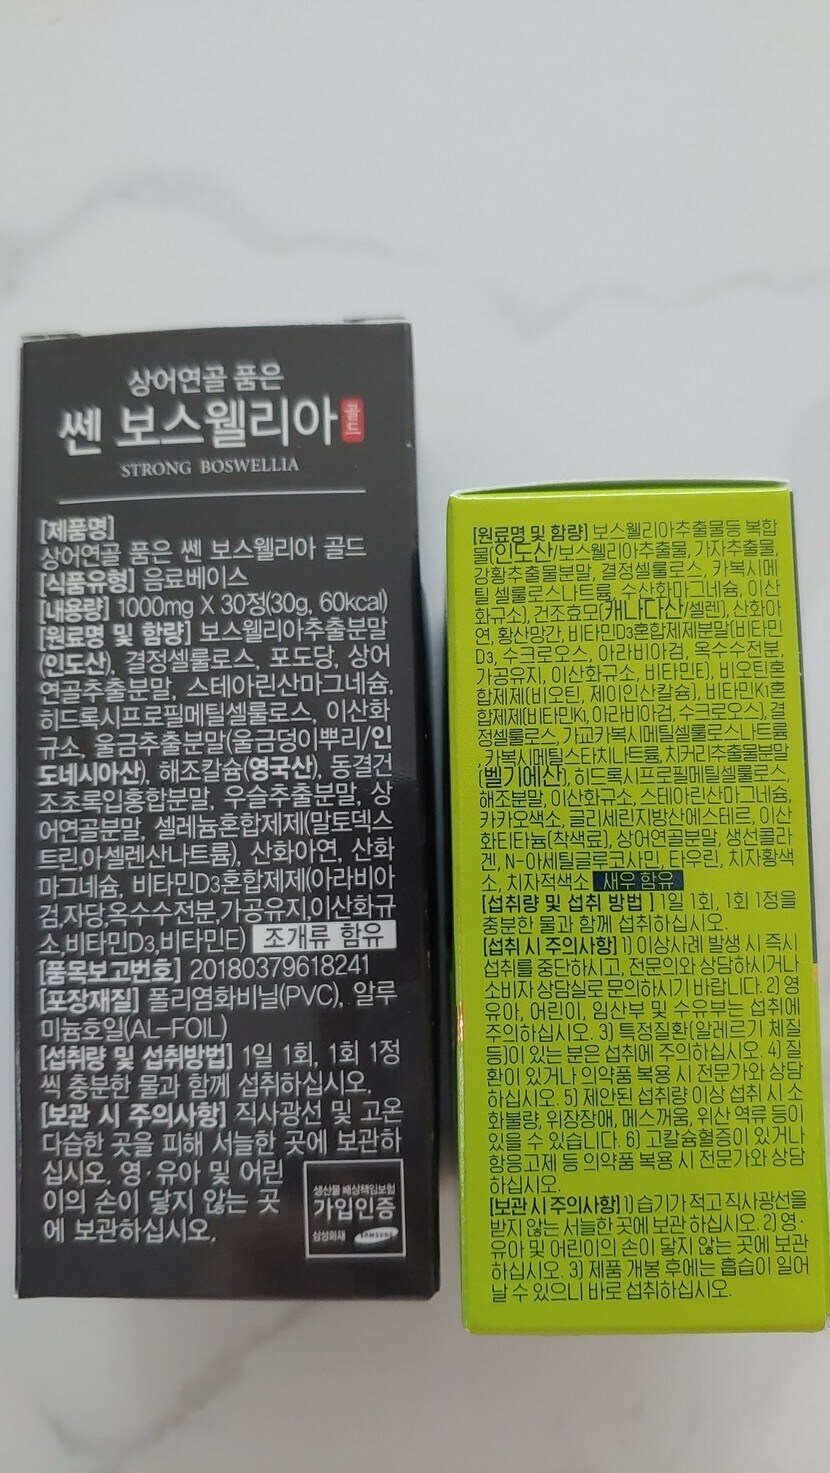 상어연골 품은
쎈 보스웰리아 골드
STRONG BOSWELLIA
[제품명]
상어연골 품은 쎈 보스웰리아 골드
[식품유형] 음료베이스
[내용량] 1000mg X 30정(30g, 60kcal)
[원료명 및 함량] 보스웰리아추출분말
(인도산), 결정셀룰로스, 포도당, 상어
연골추출분말, 스테아린산마그네슘,
히드록시프로필메틸셀룰로스, 이산화
규소, 울금추출분말(울금덩이뿌리/인
도네시아산), 해조칼슘(영국산), 동결건
조초록입홍합분말, 우슬추출분말, 상
어연골분말, 셀레늄혼합제제(말토덱스
트린,아셀렌산나트륨), 산화아연, 산화
마그네슘, 비타민D3혼합제제(아라비아
검,자당,옥수수전분,가공유지,이산화규
소,비타민D3,비타민E) 조개류 함유
[품목보고번호] 20180379618241
[포장재질] 폴리염화비닐(PVC), 알루
미늄호일(AL-FOIL)
[섭취량 및 섭취방법] 1일 1회, 1회 1정
씩 충분한 물과 함께 섭취하십시오.
[보관 시 주의사항] 직사광선 및 고온
다습한 곳을 피해 서늘한 곳에 보관하
십시오. 영·유아 및 어린
이의 손이 닿지 않는 곳
에 보관하십시오.
생산물 배상책임보험
가입인증
삼성화재 SAMSUNG
[원료명 및 함량] 보스웰리아추출물등 복합
물(인도산/보스웰리아추출물, 가자추출물,
강황추출물분말, 결정셀룰로스, 카복시메
틸 셀룰로스나트륨, 수산화마그네슘, 이산
화규소), 건조효모(캐나다산/셀렌), 산화아
연, 황산망간, 비타민D3혼합제제분말(비타민
D3, 수크로오스, 아라비아검, 옥수수전분,
가공유지, 이산화규소, 비타민E), 비오틴혼
합제제(비오틴, 제이인산칼슘), 비타민K1혼
합제제(비타민K1, 아라비아검, 수크로오스), 결
정셀룰로스, 가교카복시메틸셀룰로스나트륨
, 카복시메틸스타치나트륨, 치커리추출물분말
(벨기에산), 히드록시프로필메틸셀룰로스,
해조분말, 이산화규소, 스테아린산마그네슘,
카카오색소, 글리세린지방산에스테르, 이산
화티타늄(착색료), 상어연골분말, 생선콜라
겐, N-아세틸글루코사민, 타우린, 치자황색
소, 치자적색소 새우 함유
[섭취량 및 섭취 방법 ] 1일 1회, 1회 1정을
충분한 물과 함께 섭취하십시오.
[섭취 시 주의사항] 1) 이상사례 발생 시 즉시
섭취를 중단하시고, 전문의와 상담하시거나
소비자 상담실로 문의하시기 바랍니다. 2) 영
유아, 어린이, 임산부 및 수유부는 섭취에
주의하십시오. 3) 특정질환(알레르기 체질
등)이 있는 분은 섭취에 주의하십시오. 4) 질
환이 있거나 의약품 복용 시 전문가와 상담
하십시오. 5) 제안된 섭취량 이상 섭취 시 소
화불량, 위장장애, 메스꺼움, 위산 역류 등이
있을 수 있습니다. 6) 고칼슘혈증이 있거나
항응고제 등 의약품 복용 시 전문가와 상담
하십시오.
[보관 시 주의사항] 1) 습기가 적고 직사광선을
받지 않는 서늘한 곳에 보관 하십시오. 2) 영·
유아 및 어린이의 손이 닿지 않는 곳에 보관
하십시오. 3) 제품 개봉 후에는 흡습이 일어
날 수 있으니 바로 섭취하십시오.